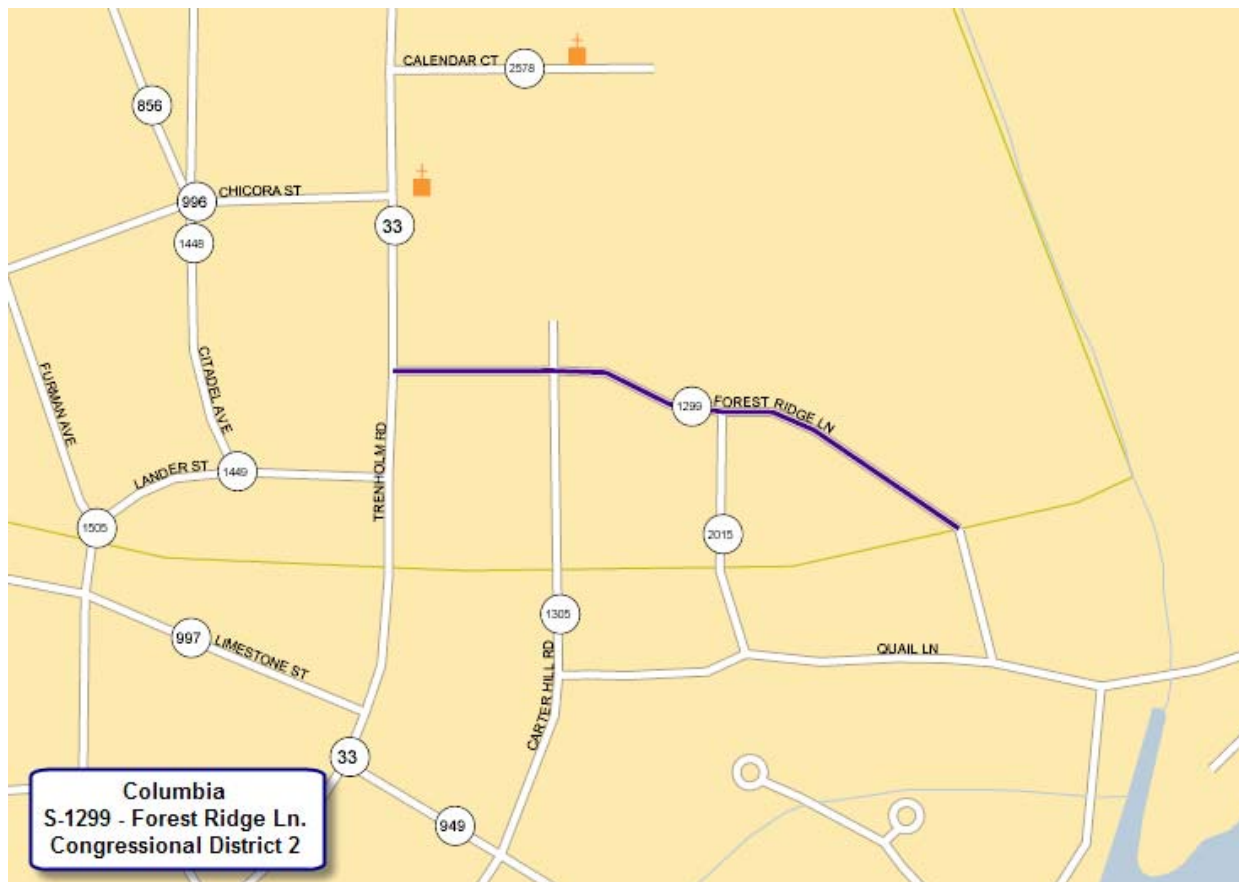 CALENDAR CT
2578
856
996
CHICORA ST
33
1448
FURMAN AVE
CITADEL AVE
TRENHOLM RD
1299
FOREST RIDGE LN
LANDER ST
1449
1505
2015
1305
997
LIMESTONE ST
CARTER HILL RD
QUAIL LN
33
949
Columbia
S-1299 - Forest Ridge Ln.
Congressional District 2